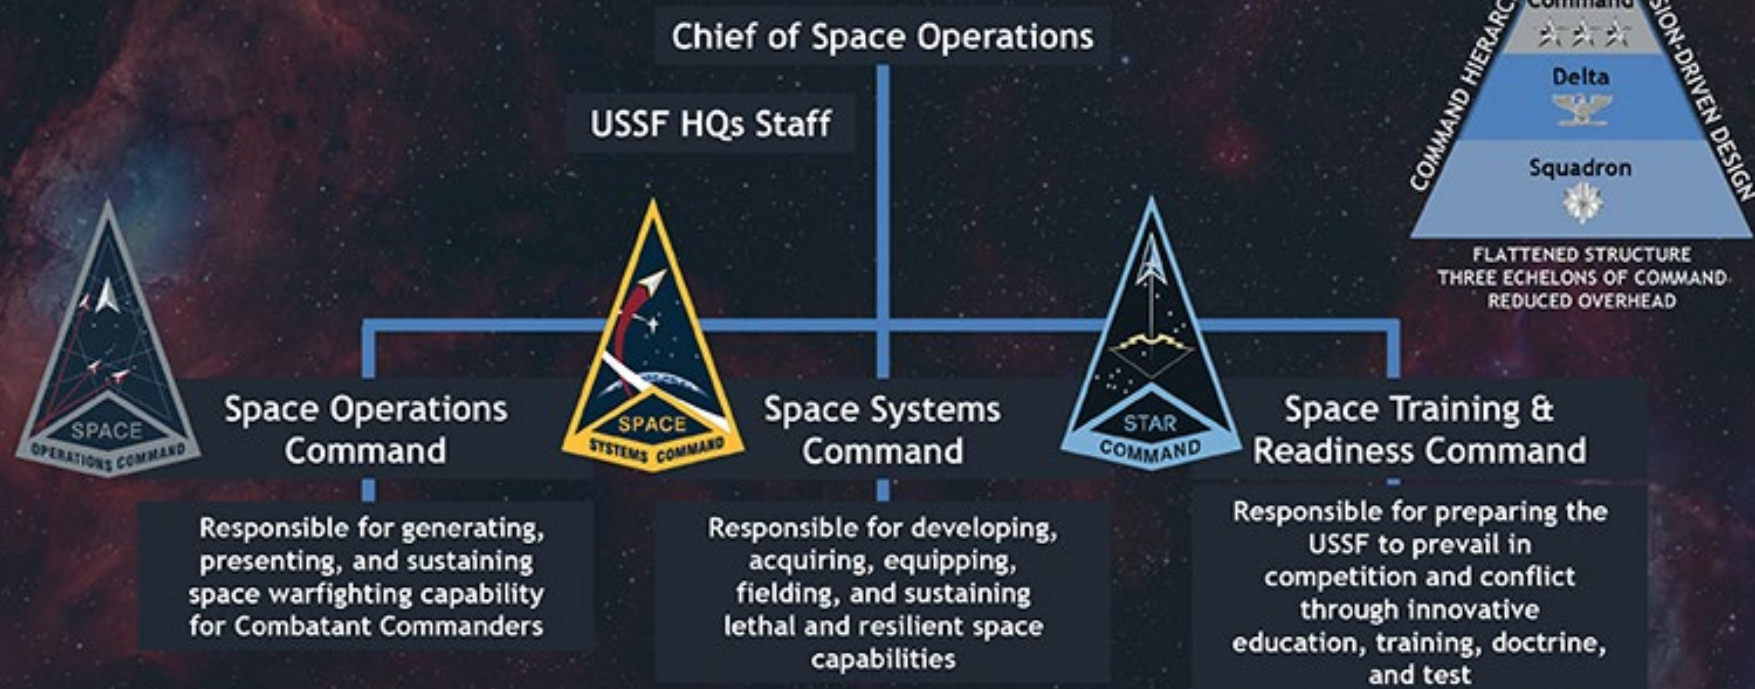 Chief of Space Operations
USSF HQs Staff
Command
COMMAND
Delta
Squadron
DESIGN
FLATTENED STRUCTURE
THREE ECHELONS OF COMMAND
REDUCED OVERHEAD
SPACE
OPERATIONS COMMAND
Space Operations
Command
SPACE
SYSTEMS COMMAND
Space Systems
Command
STAR
COMMAND
Space Training &
Readiness Command
Responsible for generating,
presenting, and sustaining
space warfighting capability
for Combatant Commanders
Responsible for developing,
acquiring, equipping,
fielding, and sustaining
lethal and resilient space
capabilities
Responsible for preparing the
USSF to prevail in
competition and conflict
through innovative
education, training, doctrine,
and test